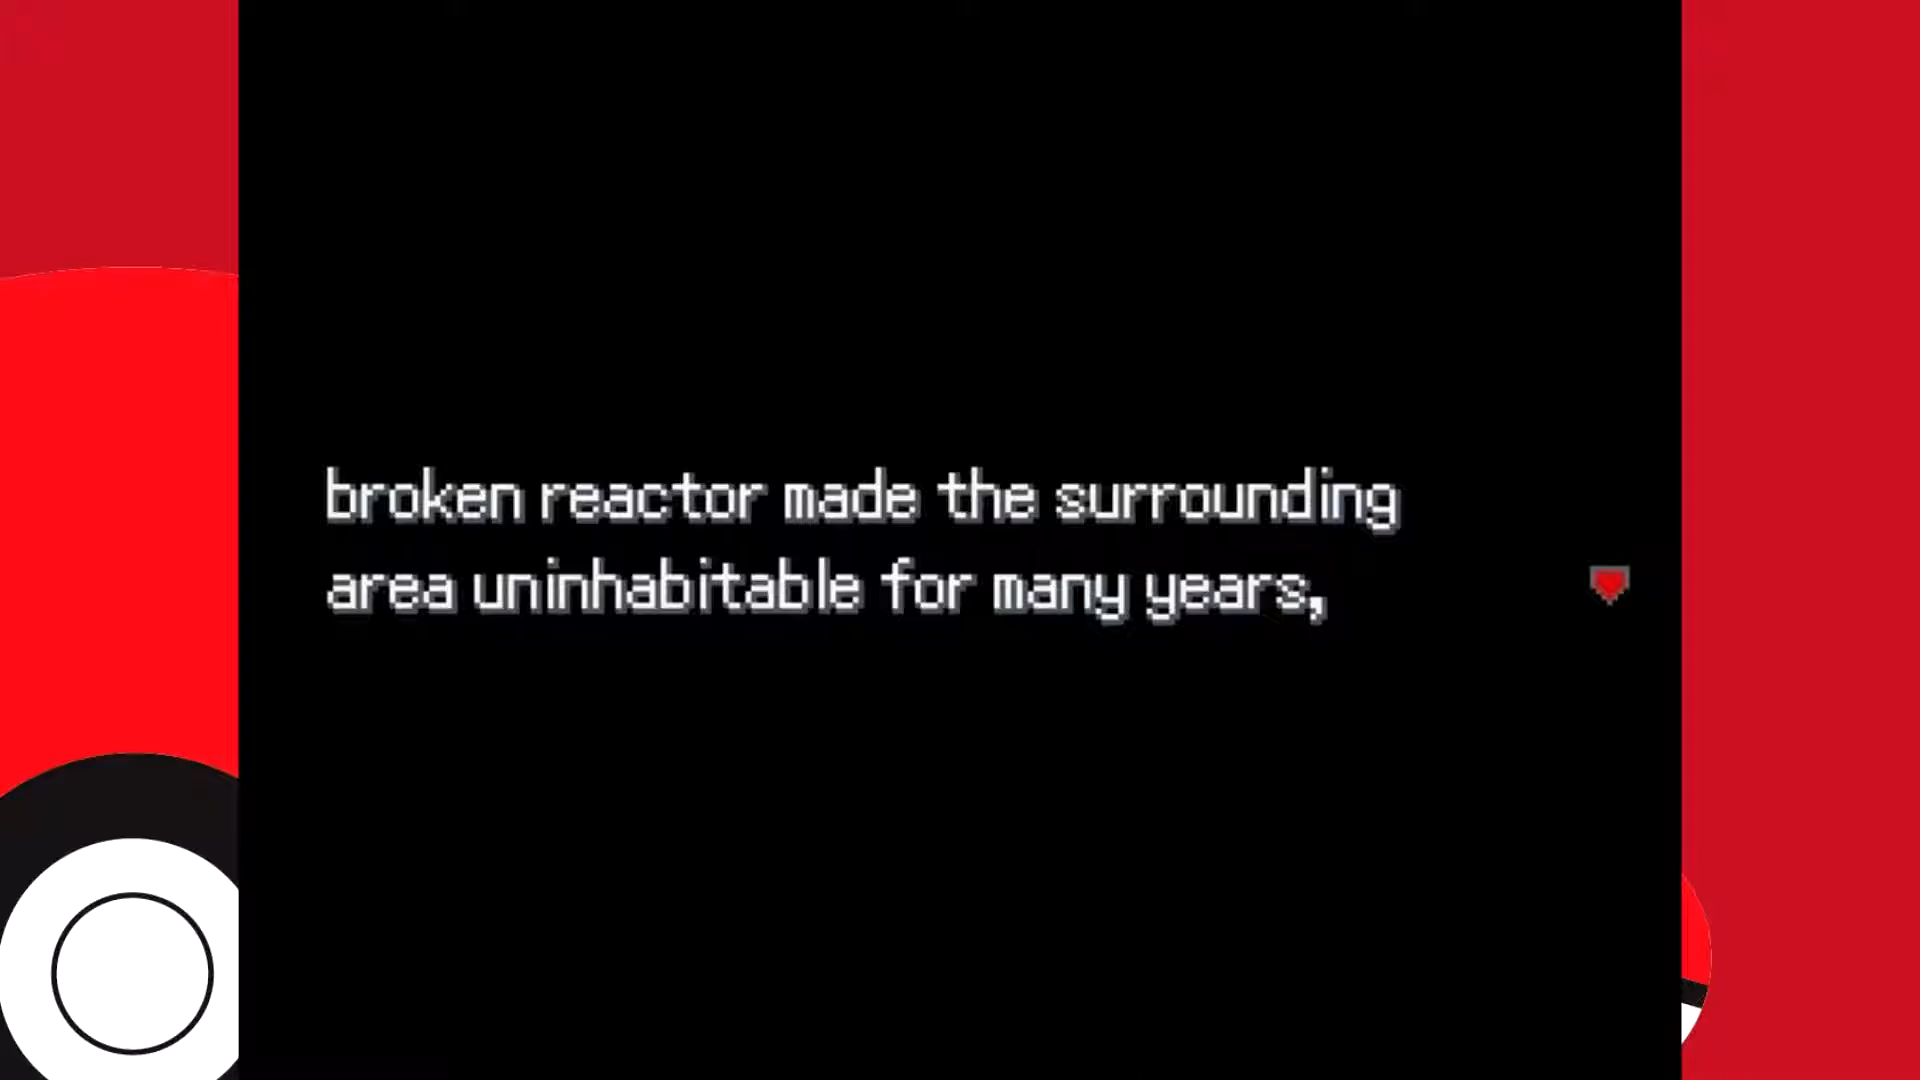 broken reactor made the surrounding
area uninhabitable for many years,